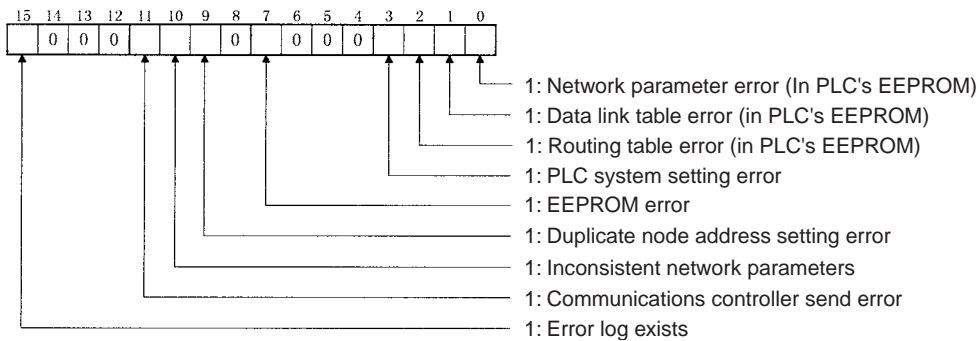 15 14 13 12 11 10 9 8 7 6 5 4 3 2 1 0
0 0 0 0 0 0 0
1: Network parameter error (In PLC's EEPROM)
1: Data link table error (in PLC's EEPROM)
1: Routing table error (in PLC's EEPROM)
1: PLC system setting error
1: EEPROM error
1: Duplicate node address setting error
1: Inconsistent network parameters
1: Communications controller send error
1: Error log exists